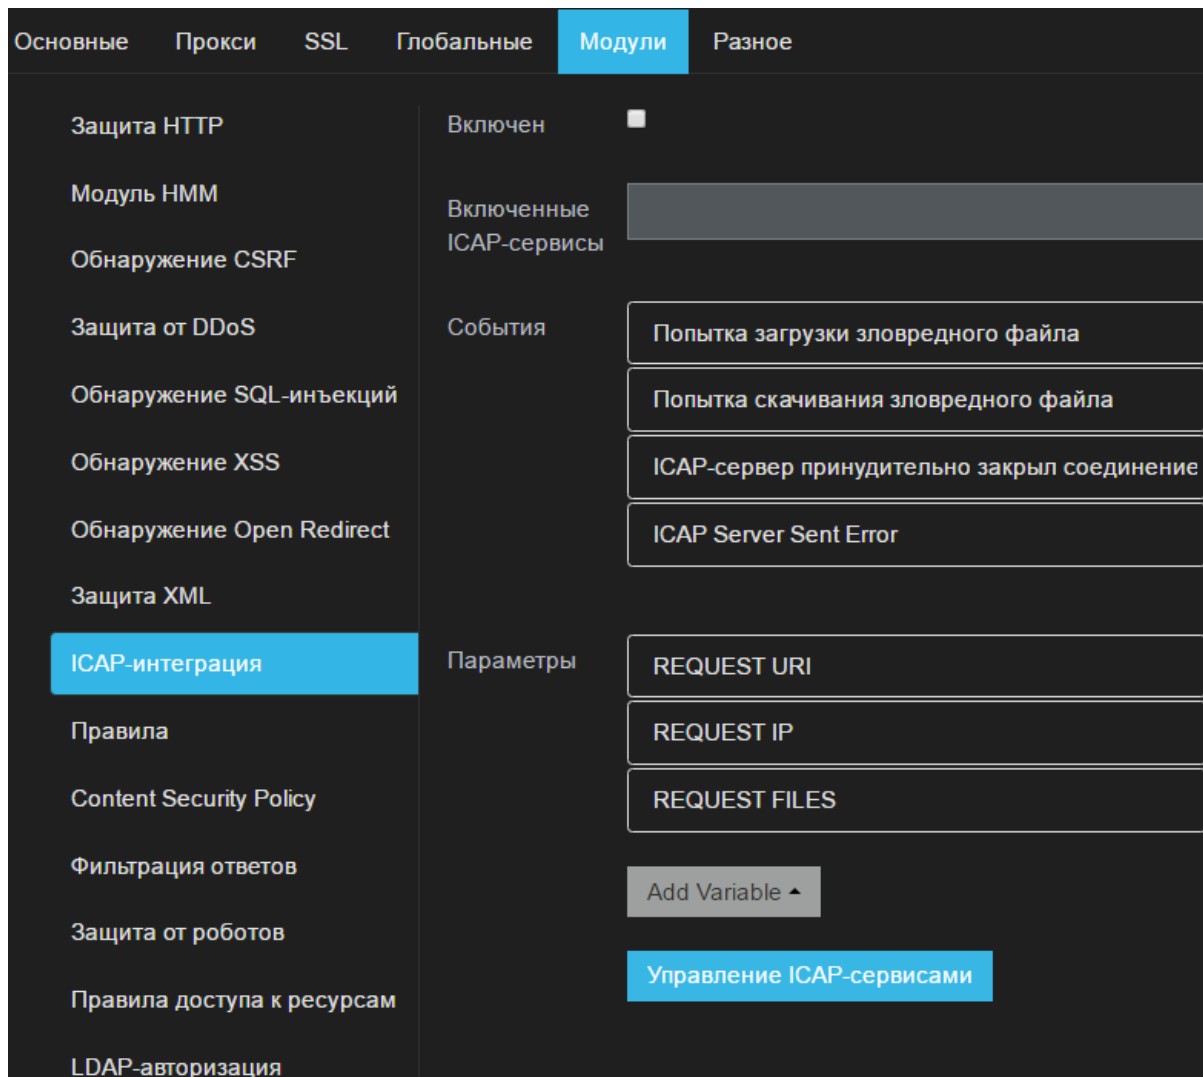 Основные Прокси SSL Глобальные Модули Разное
Защита HTTP
Модуль HMM
Обнаружение CSRF
Защита от DDoS
Обнаружение SQL-инъекций
Обнаружение XSS
Обнаружение Open Redirect
Защита XML
ICAP-интеграция
Правила
Content Security Policy
Фильтрация ответов
Защита от роботов
Правила доступа к ресурсам
LDAP-авторизация
Включен
Включенные
ICAP-сервисы
События
Попытка загрузки зловредного файла
Попытка скачивания зловредного файла
ICAP-сервер принудительно закрыл соединение
ICAP Server Sent Error
Параметры
REQUEST URI
REQUEST IP
REQUEST FILES
Add Variable
Управление ICAP-сервисами